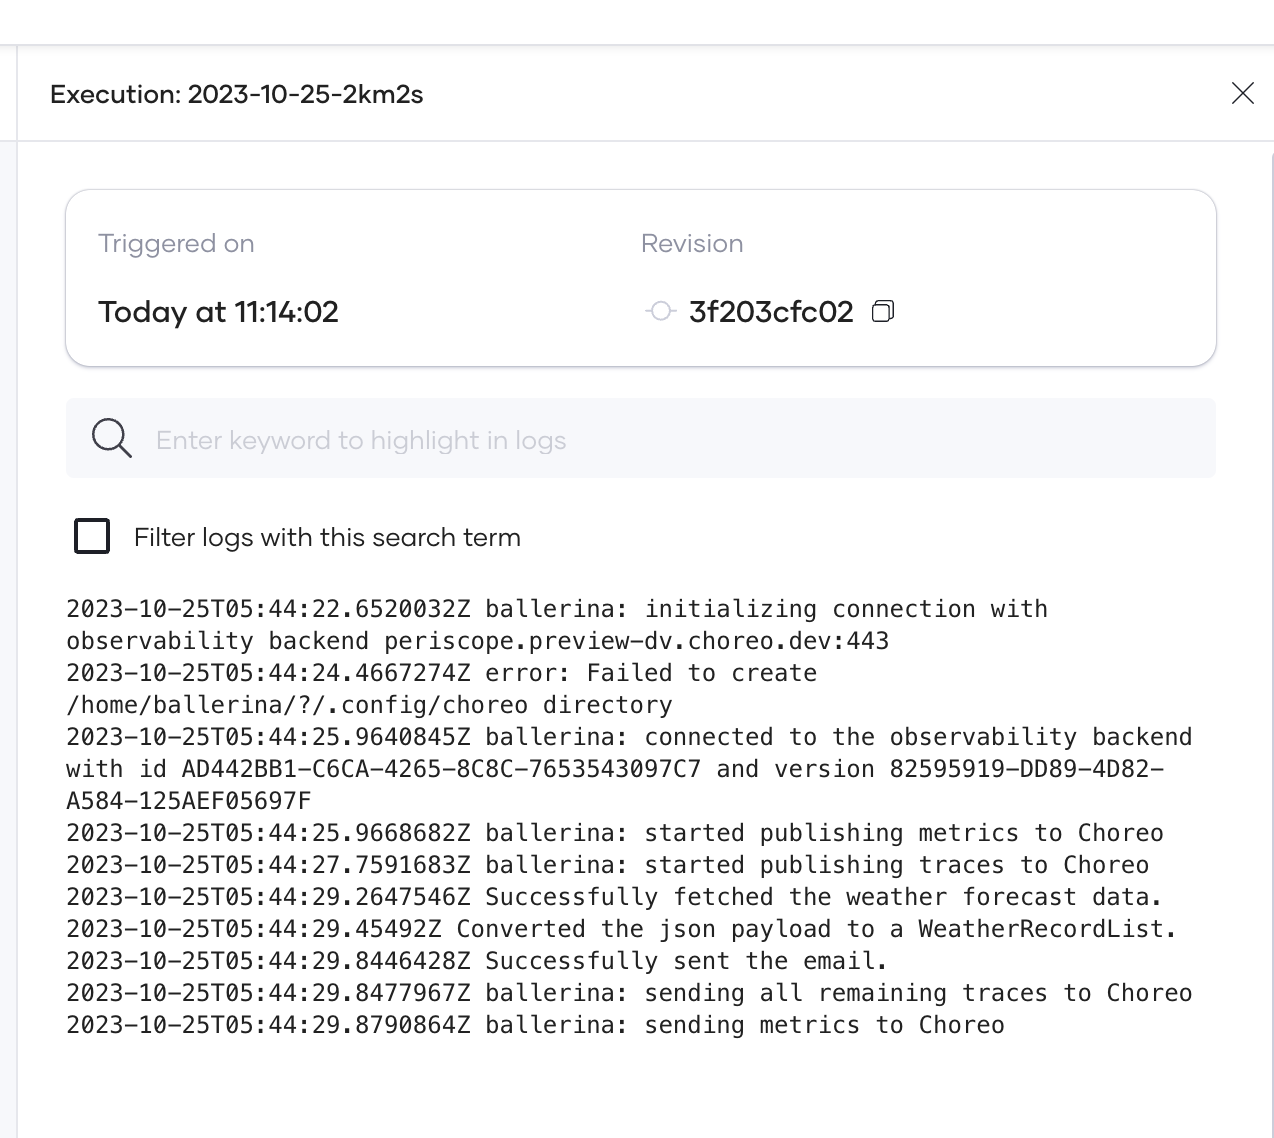 Execution: 2023-10-25-2km2s
Triggered on
Revision
Today at 11:14:02
3f203cfc02
Enter keyword to highlight in logs
Filter logs with this search term
2023-10-25T05:44:22.6520032Z ballerina: initializing connection with
observability backend periscope.preview-dv.choreo.dev:443
2023-10-25T05:44:24.4667274Z error: Failed to create
/home/ballerina/?/.config/choreo directory
2023-10-25T05:44:25.9640845Z ballerina: connected to the observability backend
with id AD442BB1-C6CA-4265-8C8C-7653543097C7 and version 82595919-DD89-4D82-
A584-125AEF05697F
2023-10-25T05:44:25.9668682Z ballerina: started publishing metrics to Choreo
2023-10-25T05:44:27.7591683Z ballerina: started publishing traces to Choreo
2023-10-25T05:44:29.2647546Z Successfully fetched the weather forecast data.
2023-10-25T05:44:29.45492Z Converted the json payload to a WeatherRecordList.
2023-10-25T05:44:29.8446428Z Successfully sent the email.
2023-10-25T05:44:29.8477967Z ballerina: sending all remaining traces to Choreo
2023-10-25T05:44:29.8790864Z ballerina: sending metrics to Choreo